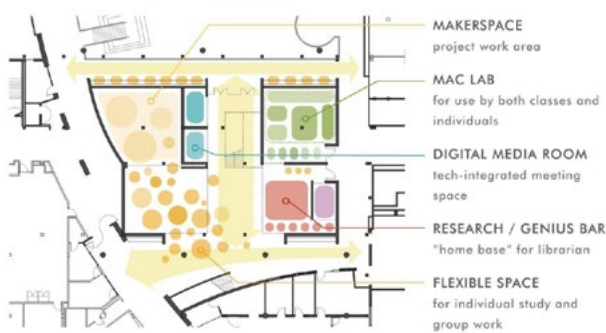 MAKERSPACE
project work area
MAC LAB
for use by both classes and
individuals
DIGITAL MEDIA ROOM
tech-integrated meeting
space
RESEARCH / GENIUS BAR
"home base" for librarian
FLEXIBLE SPACE
for individual study and
group work